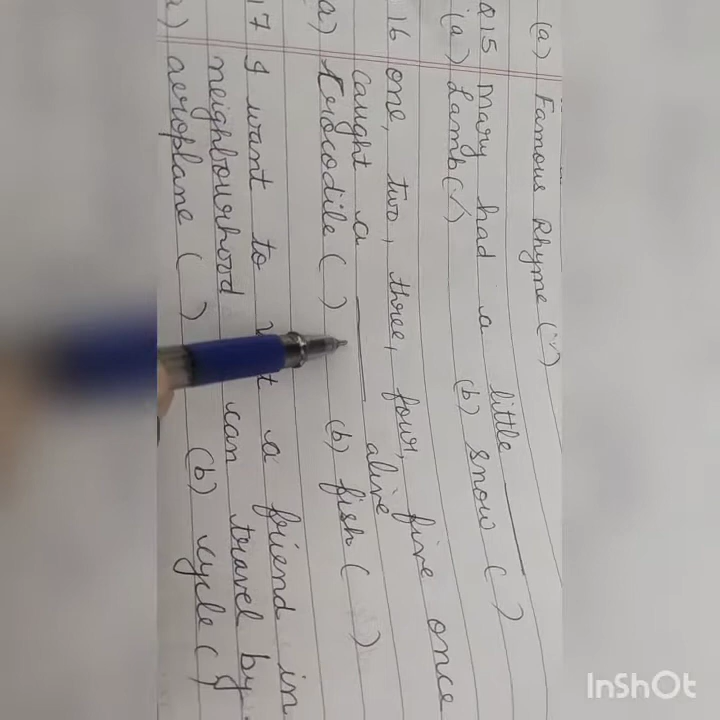 (a) Famous Rhyme (✓)
Q15 Mary had a little ______
(a) Lamb (✓) (b) snow ( )
16 one, two, three, four, five once
caught a ______ alive
a) Crocodile ( ) (b) fish ( )
17 I want to a friend in
neighbourhood can travel by
a) aeroplane ( ) (b) cycle ( )
InShOt